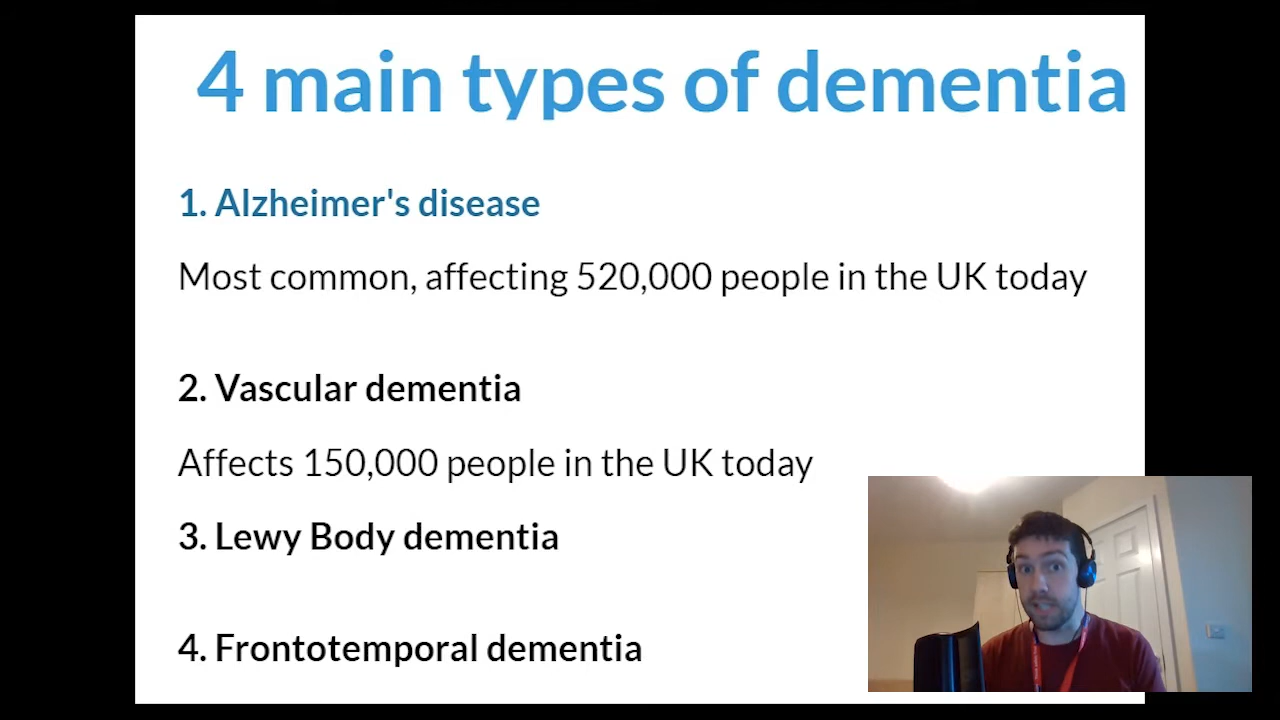 4 main types of dementia
1. Alzheimer's disease
Most common, affecting 520,000 people in the UK today
2. Vascular dementia
Affects 150,000 people in the UK today
3. Lewy Body dementia
4. Frontotemporal dementia